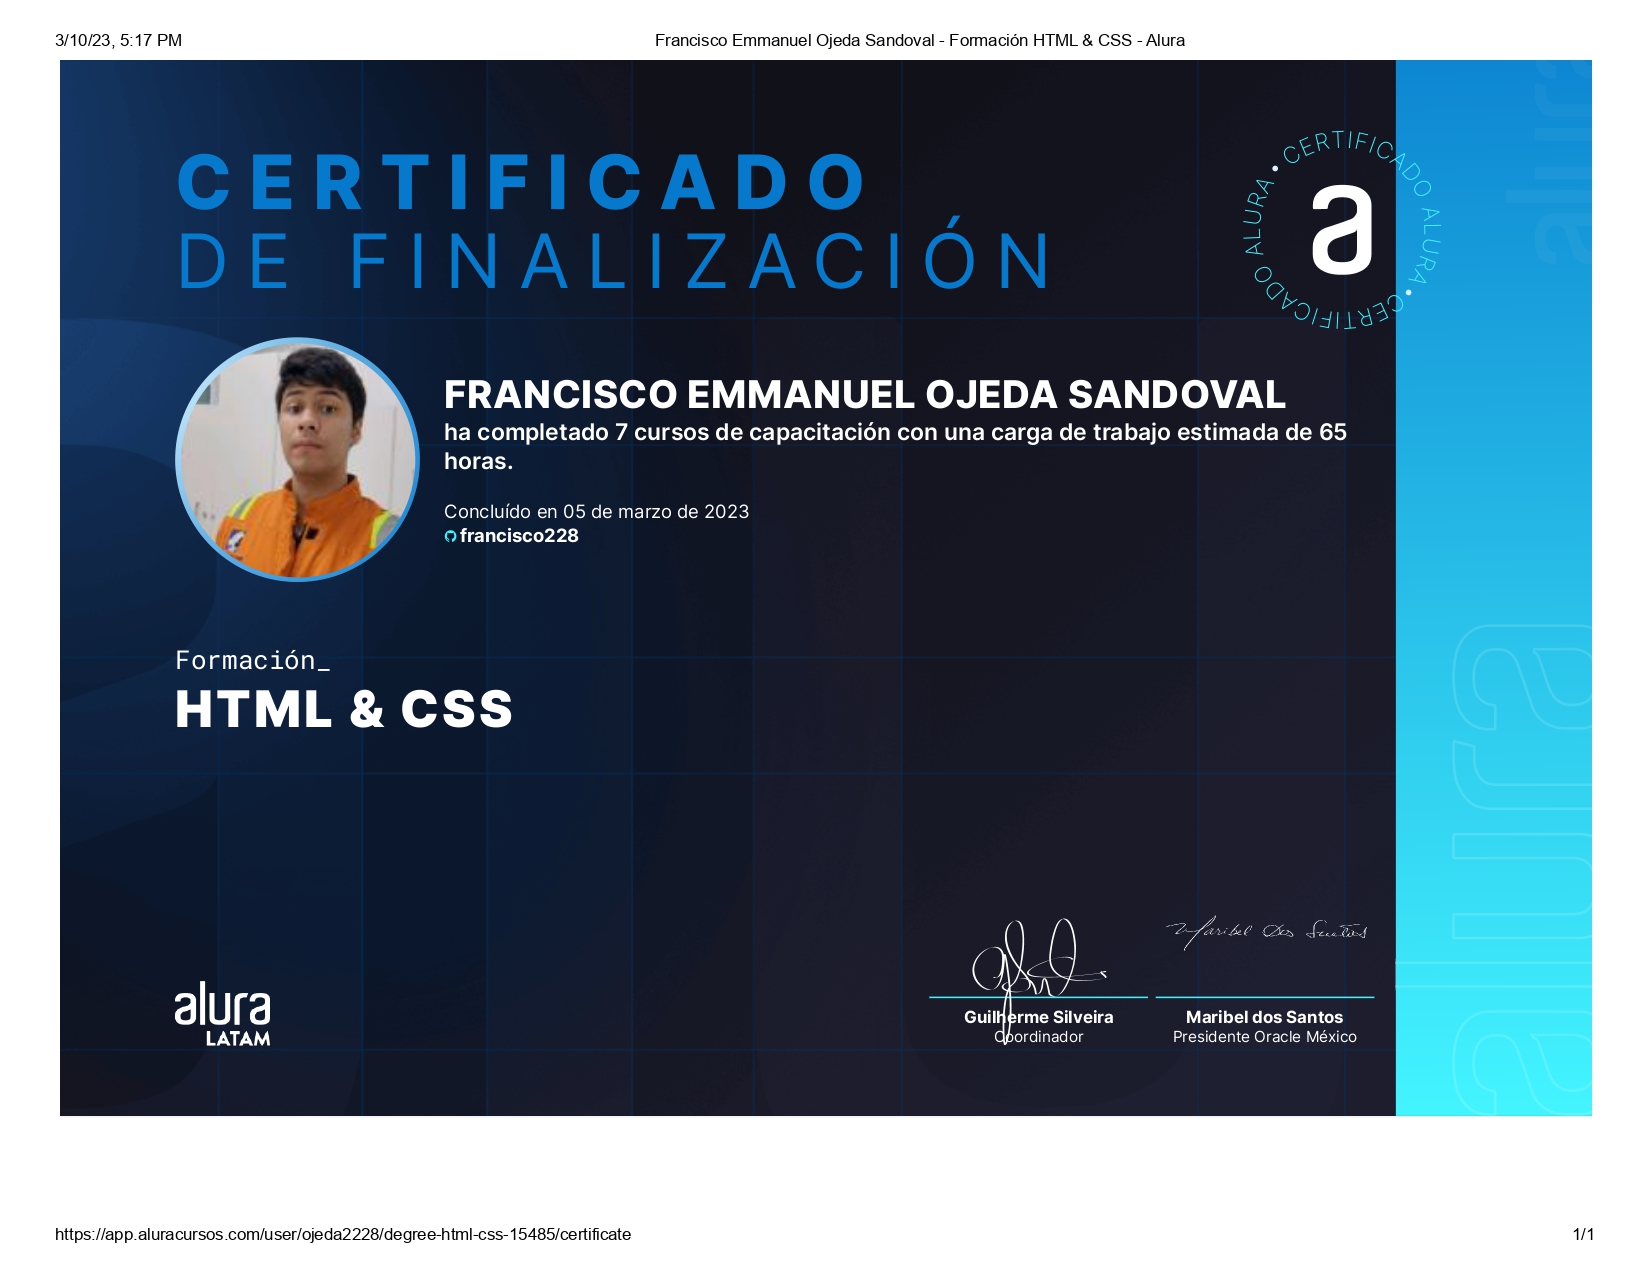 3/10/23, 5:17 PM
Francisco Emmanuel Ojeda Sandoval - Formación HTML & CSS - Alura
CERTIFICADO
DE FINALIZACIÓN
CERTIFICADO ALURA • CERTIFICADO ALURA •
a
alura
FRANCISCO EMMANUEL OJEDA SANDOVAL
ha completado 7 cursos de capacitación con una carga de trabajo estimada de 65
horas.
Concluído en 05 de marzo de 2023
francisco228
Formación_
HTML & CSS
alura
Maribel Dos Santos
alura
LATAM
Guilherme Silveira
Coordinador
Maribel dos Santos
Presidente Oracle México
https://app.aluracursos.com/user/ojeda2228/degree-html-css-15485/certificate
1/1